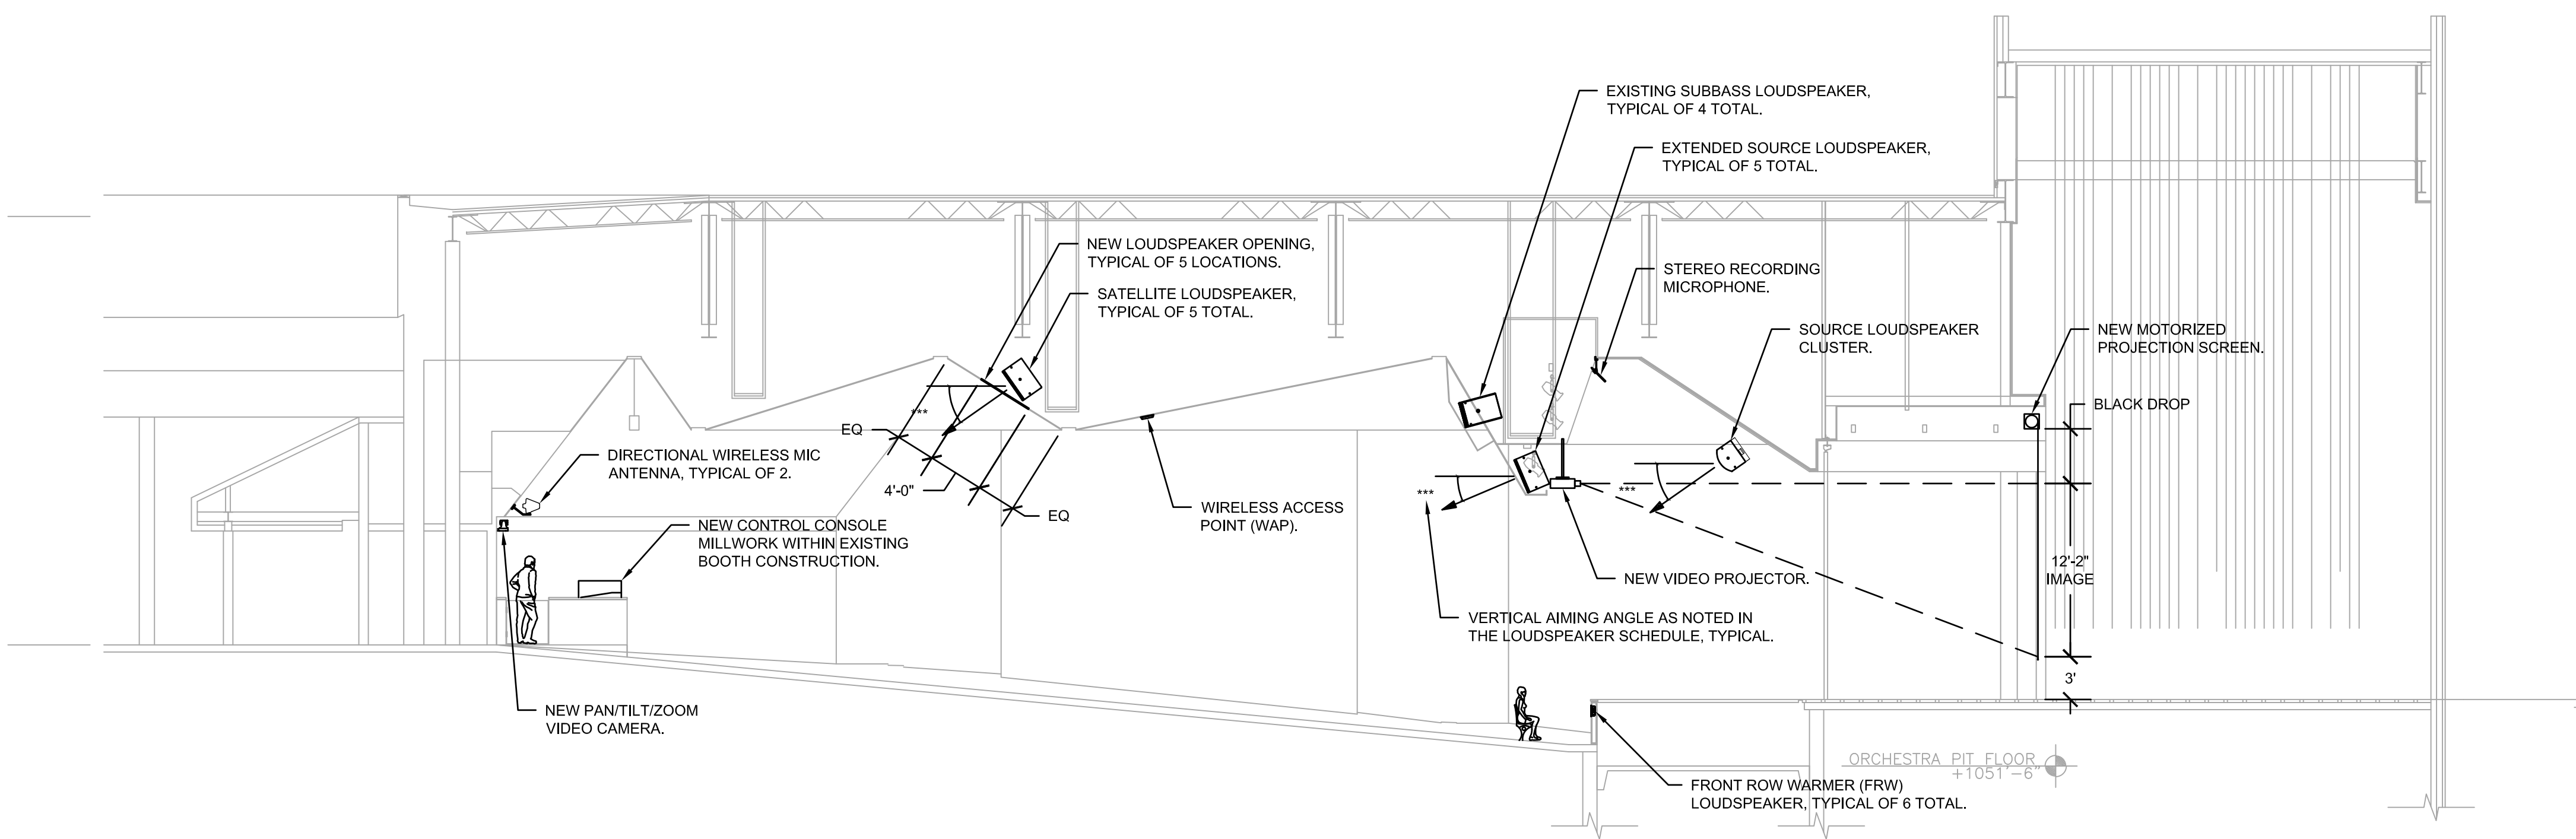 EXISTING SUBBASS LOUDSPEAKER,
TYPICAL OF 4 TOTAL.
EXTENDED SOURCE LOUDSPEAKER,
TYPICAL OF 5 TOTAL.
NEW LOUDSPEAKER OPENING,
TYPICAL OF 5 LOCATIONS.
SATELLITE LOUDSPEAKER,
TYPICAL OF 5 TOTAL.
STEREO RECORDING
MICROPHONE.
SOURCE LOUDSPEAKER
CLUSTER.
NEW MOTORIZED
PROJECTION SCREEN.
BLACK DROP
***
EQ
4'-0"
EQ
DIRECTIONAL WIRELESS MIC
ANTENNA, TYPICAL OF 2.
NEW CONTROL CONSOLE
MILLWORK WITHIN EXISTING
BOOTH CONSTRUCTION.
WIRELESS ACCESS
POINT (WAP).
***
***
NEW VIDEO PROJECTOR.
12'-2"
IMAGE
VERTICAL AIMING ANGLE AS NOTED IN
THE LOUDSPEAKER SCHEDULE, TYPICAL.
3'
NEW PAN/TILT/ZOOM
VIDEO CAMERA.
ORCHESTRA PIT FLOOR
+1051'-6"
FRONT ROW WARMER (FRW)
LOUDSPEAKER, TYPICAL OF 6 TOTAL.